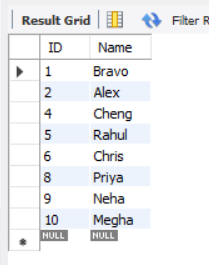 Result Grid Filter R
ID Name
1 Bravo
2 Alex
4 Cheng
5 Rahul
6 Chris
8 Priya
9 Neha
10 Megha
NULL NULL